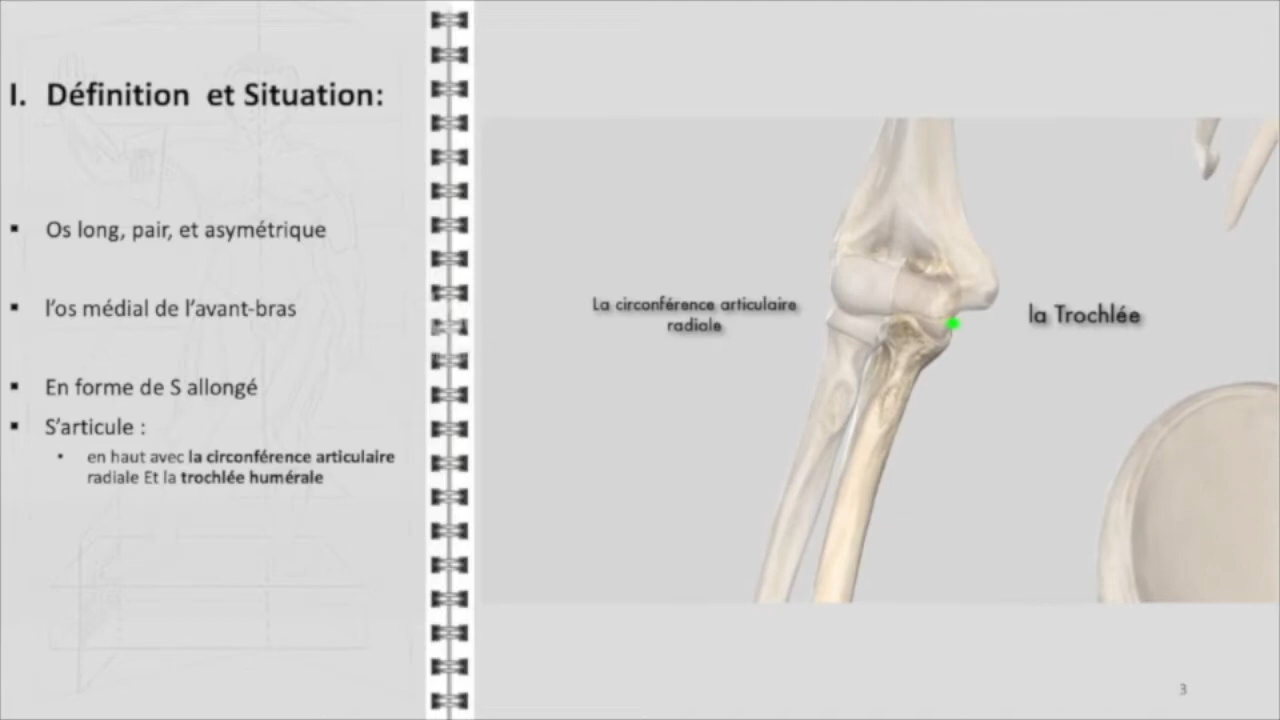 I. Définition et Situation:
▪ Os long, pair, et asymétrique
▪ l'os médial de l'avant-bras
▪ En forme de S allongé
▪ S'articule :
• en haut avec la circonférence articulaire
radiale Et la trochlée humérale
La circonférence articulaire
radiale
la Trochlée
3